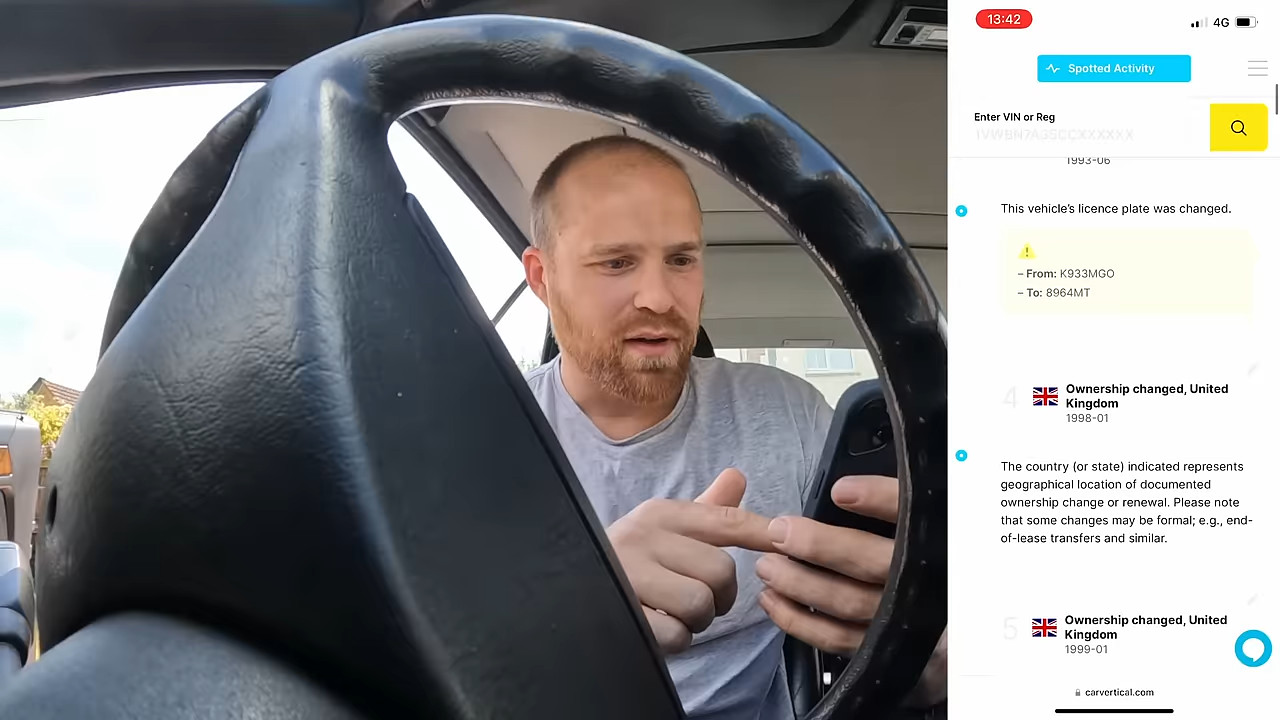 13:42
4G
Spotted Activity
Enter VIN or Reg
1993-06
This vehicle's licence plate was changed.
– From: K933MGO
– To: 8964MT
4
Ownership changed, United
Kingdom
1998-01
The country (or state) indicated represents
geographical location of documented
ownership change or renewal. Please note
that some changes may be formal; e.g., end-
of-lease transfers and similar.
5
Ownership changed, United
Kingdom
1999-01
carvertical.com